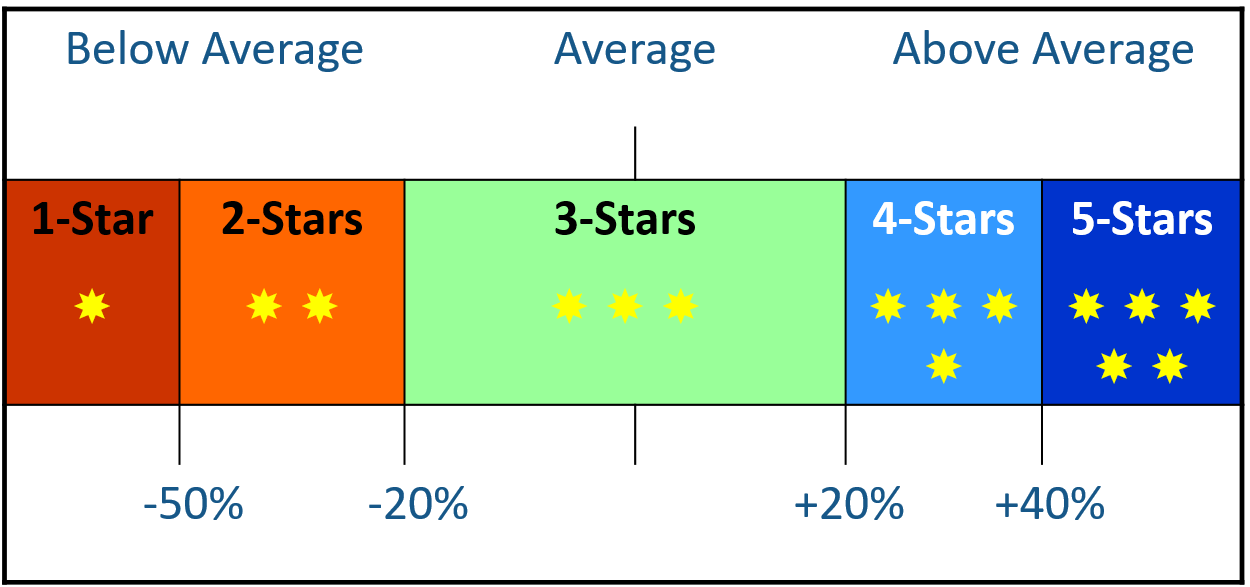 Below Average Average Above Average
1-Star 2-Stars 3-Stars 4-Stars 5-Stars
-50% -20% +20% +40%